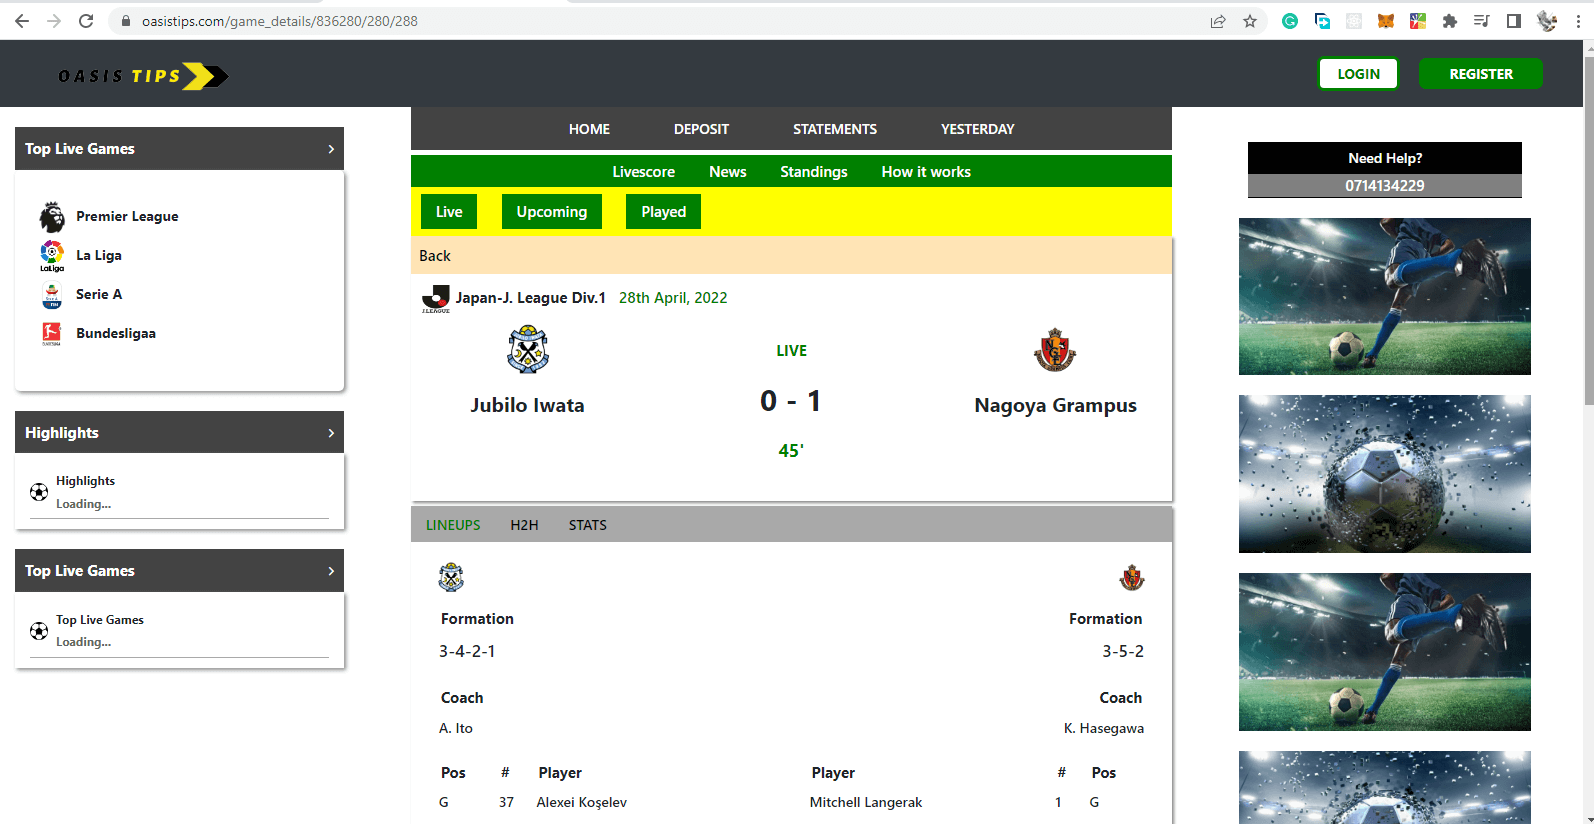 oasistips.com/game_details/836280/280/288
OASIS TIPS
LOGIN
REGISTER
HOME DEPOSIT STATEMENTS YESTERDAY
Livescore News Standings How it works
Live Upcoming Played
Back
Japan-J. League Div.1 28th April, 2022
J.LEAGUE
LIVE
Jubilo Iwata
0 - 1
Nagoya Grampus
45'
LINEUPS H2H STATS
Formation
Formation
3-4-2-1
3-5-2
Coach
Coach
A. Ito
K. Hasegawa
Pos # Player
Player # Pos
G 37 Alexei Koşelev
Mitchell Langerak 1 G
Top Live Games
Premier League
LaLiga
La Liga
Serie A
Bundesligaa
Highlights
Highlights
Loading...
Top Live Games
Top Live Games
Loading...
Need Help?
0714134229